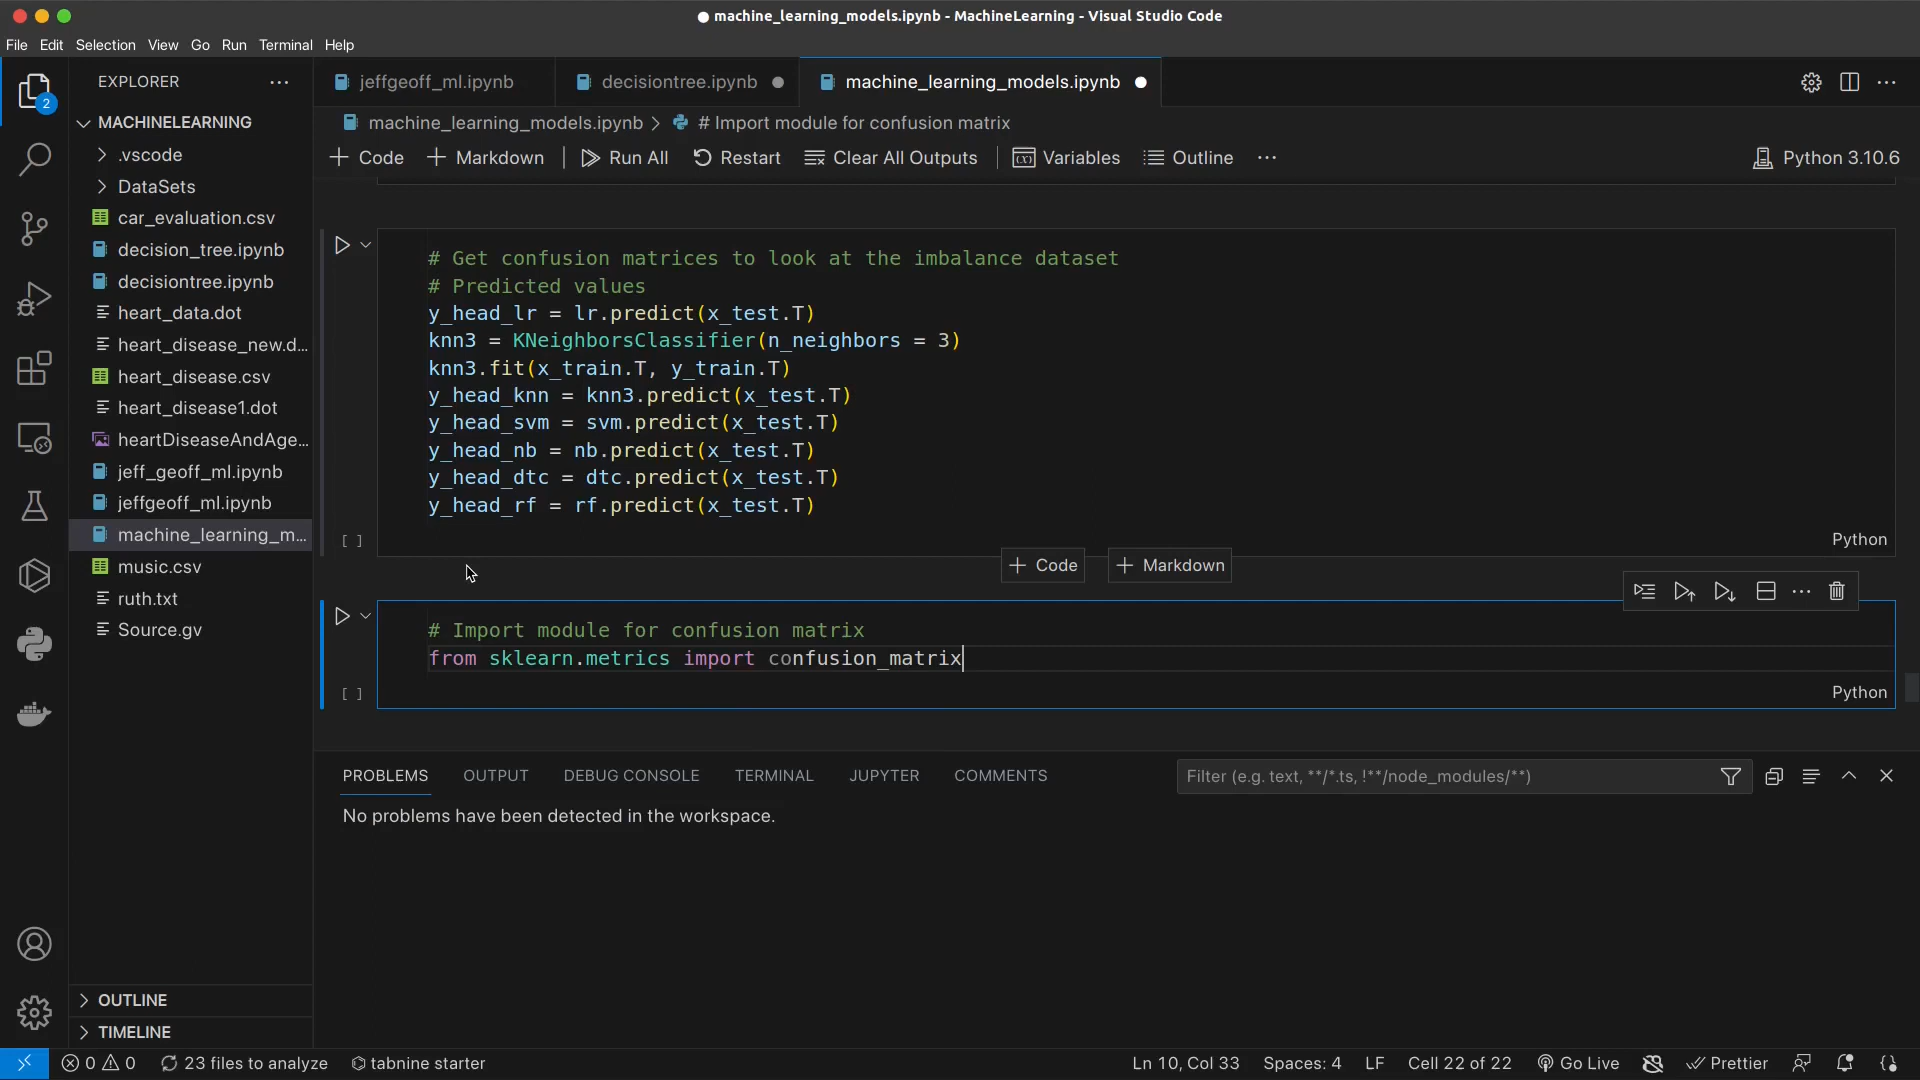 machine_learning_models.ipynb - MachineLearning - Visual Studio Code
File Edit Selection View Go Run Terminal Help
EXPLORER
2
MACHINELEARNING
.vscode
DataSets
car_evaluation.csv
decision_tree.ipynb
decisiontree.ipynb
heart_data.dot
heart_disease_new.d...
heart_disease.csv
heart_disease1.dot
heartDiseaseAndAge...
jeff_geoff_ml.ipynb
jeffgeoff_ml.ipynb
machine_learning_m...
music.csv
ruth.txt
Source.gv
OUTLINE
TIMELINE
jeffgeoff_ml.ipynb decisiontree.ipynb machine_learning_models.ipynb
machine_learning_models.ipynb > # Import module for confusion matrix
+ Code + Markdown Run All Restart Clear All Outputs Variables Outline ... Python 3.10.6
# Get confusion matrices to look at the imbalance dataset
# Predicted values
y_head_lr = lr.predict(x_test.T)
knn3 = KNeighborsClassifier(n_neighbors = 3)
knn3.fit(x_train.T, y_train.T)
y_head_knn = knn3.predict(x_test.T)
y_head_svm = svm.predict(x_test.T)
y_head_nb = nb.predict(x_test.T)
y_head_dtc = dtc.predict(x_test.T)
y_head_rf = rf.predict(x_test.T)
[ ] Python
+ Code + Markdown
# Import module for confusion matrix
from sklearn.metrics import confusion_matrix
[ ] Python
PROBLEMS OUTPUT DEBUG CONSOLE TERMINAL JUPYTER COMMENTS Filter (e.g. text, **/*.ts, !**/node_modules/**)
No problems have been detected in the workspace.
0 0 23 files to analyze tabnine starter Ln 10, Col 33 Spaces: 4 LF Cell 22 of 22 Go Live Prettier